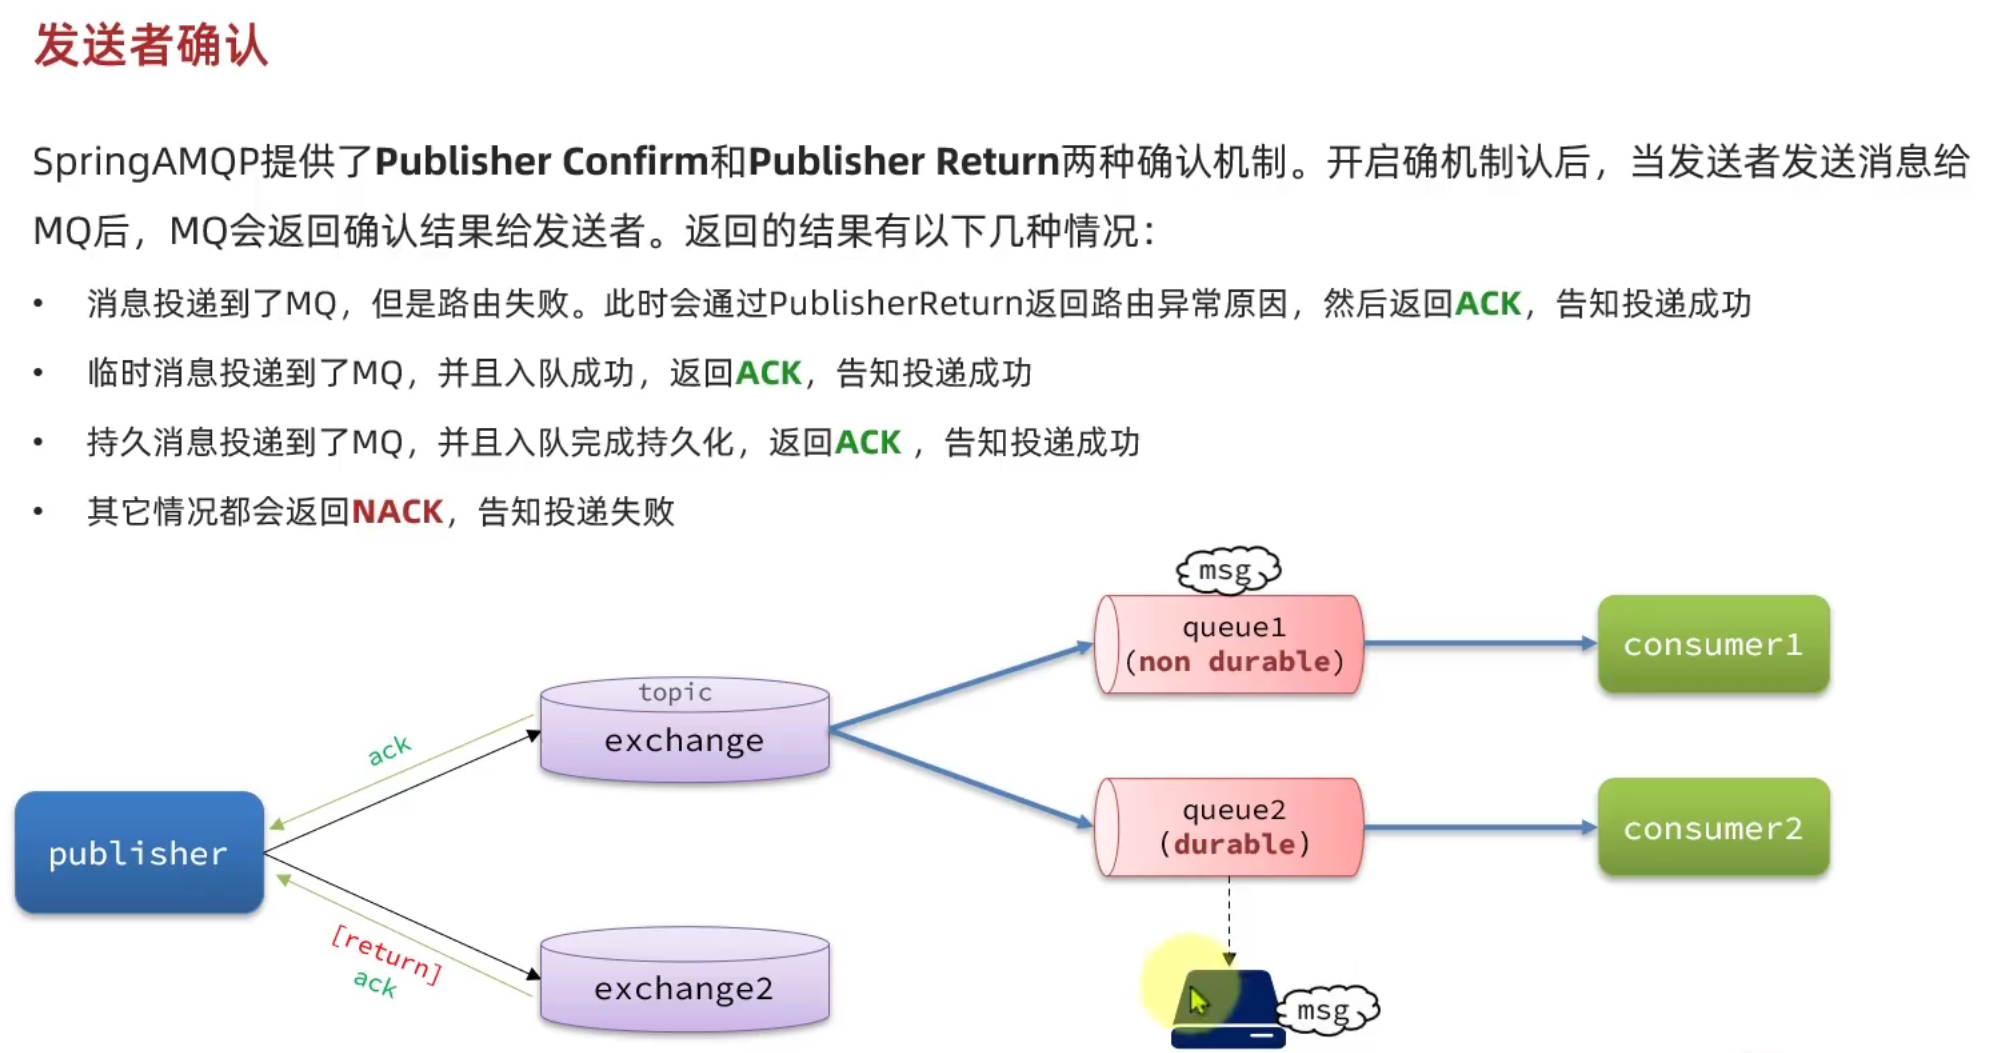 发送者确认
SpringAMQP提供了Publisher Confirm和Publisher Return两种确认机制。开启确机制认后，当发送者发送消息给
MQ后，MQ会返回确认结果给发送者。返回的结果有以下几种情况：
• 消息投递到了MQ，但是路由失败。此时会通过PublisherReturn返回路由异常原因，然后返回ACK，告知投递成功
• 临时消息投递到了MQ，并且入队成功，返回ACK，告知投递成功
• 持久消息投递到了MQ，并且入队完成持久化，返回ACK ，告知投递成功
• 其它情况都会返回NACK，告知投递失败
msg
queue1
(non durable)
consumer1
topic
exchange
ack
queue2
(durable)
consumer2
publisher
[return]
ack
exchange2
msg